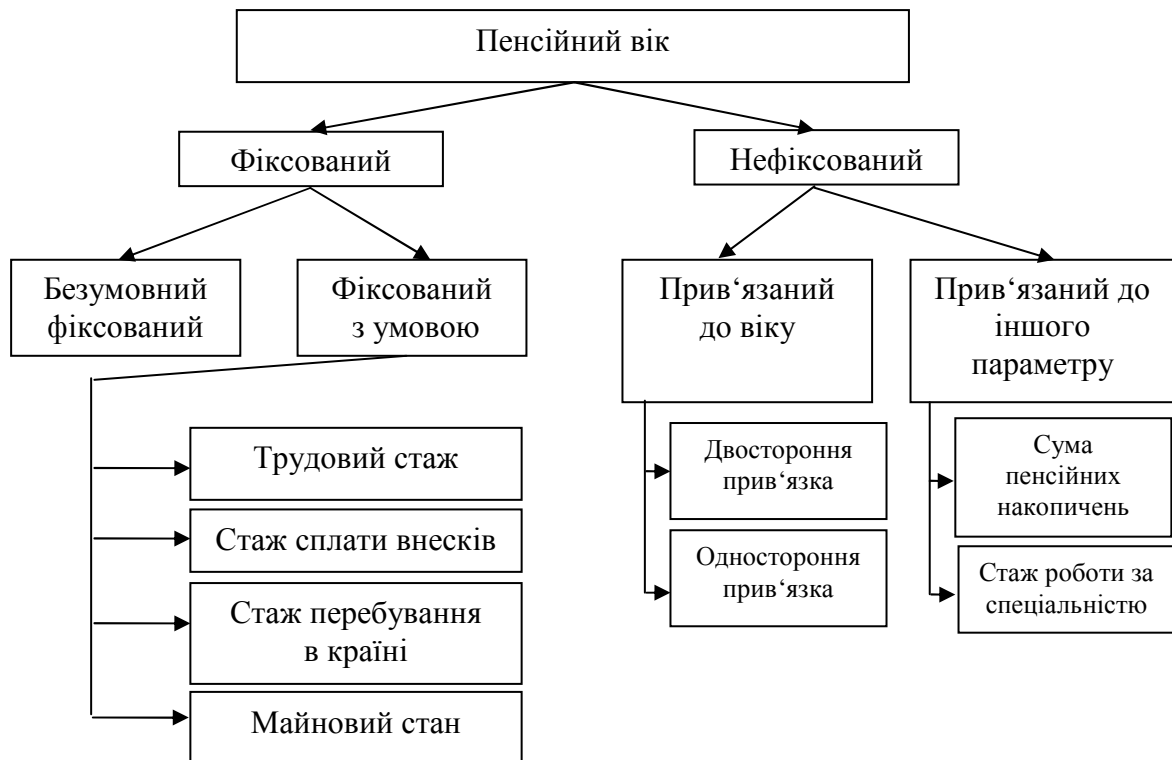 Пенсійний вік
Фіксований
Нефіксований
Безумовний
фіксований
Фіксований
з умовою
Прив‘язаний
до віку
Прив‘язаний до
іншого
параметру
Трудовий стаж
Стаж сплати внесків
Стаж перебування
в країні
Майновий стан
Двостороння
прив‘язка
Одностороння
прив‘язка
Сума
пенсійних
накопичень
Стаж роботи за
спеціальністю